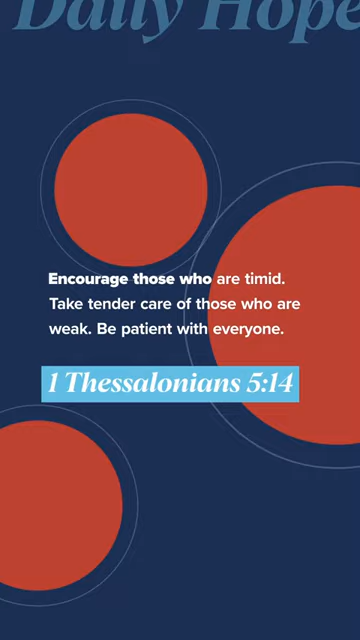 Daily Hope
Encourage those who are timid.
Take tender care of those who are
weak. Be patient with everyone.
1 Thessalonians 5:14